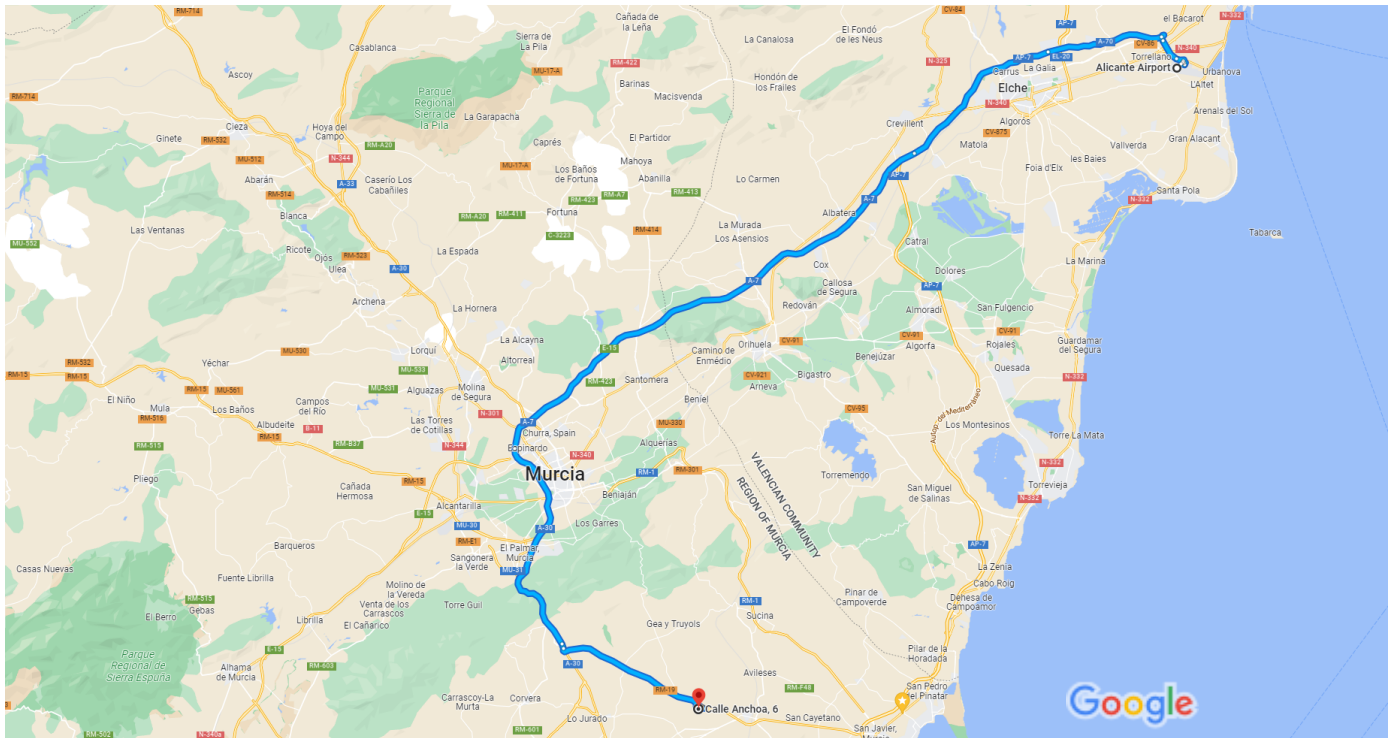 RM-714
Cañada de
la Leña
CV-84
AP-7
el Bacarot
N-332
Casablanca
Sierra de
La Pila
La Canalosa
El Fondó
de les Neus
A-70
CV-86
N-340
RM-422
MU-17-A
N-325
AP-7
EL-20
Torrellano
Alicante Airport
Urbanova
Ascoy
Barinas
Hondón de
los Frailes
Carrus
La Galia
Elche
L'Altet
RM-714
Parque
Regional
Sierra de
la Pila
Macisvenda
N-340
Arenals del Sol
La Garapacha
Crevillent
Algorós
Cieza
Hoya del
Campo
Ginete
RM-532
Caprés
El Partidor
CV-875
Matola
Vallverda
Gran Alacant
RM-A20
N-344
MU-512
MU-17-A
Mahoya
les Baies
Abarán
A-33
Caserío Los
Cabañiles
Los Baños
de Fortuna
Abanilla
Lo Carmen
AP-7
Foia d'Eix
RM-514
RM-A7
RM-423
RM-413
A-7
Santa Pola
N-332
Blanca
RM-A20
RM-411
Fortuna
Albatera
Las Ventanas
La Murada
RM-414
C-3223
Los Asensios
Catral
Tabarca
MU-552
Ricote
Ojós
RM-523
La Espada
Ulea
A-30
Cox
La Marina
Dolores
A-7
Callosa
de Segura
AP-7
Archena
La Hornera
Redován
Almoradí
San Fulgencio
CV-91
Lorquí
La Alcayna
Altorreal
E-15
Camino de
Enmédio
Orihuela
CV-91
CV-91
Algorfa
Rojales
Guardamar
del Segura
MU-530
Yéchar
RM-532
RM-15
RM-15
MU-533
Benejúzar
Quesada
RM-15
MU-561
MU-531
Alguazas
Molina
de Segura
RM-423
Santomera
CV-921
Arneva
Bigastro
N-332
El Niño
Mula
Los Baños
Campos
del Río
Beniel
CV-95
RM-516
Albudeite
B-11
Las Torres
de Cotillas
N-301
A-7
Churra, Spain
MU-330
Autop. del Mediterráneo
Los Montesinos
Torre La Mata
RM-15
RM-515
RM-B37
N-344
Espinardo
Alquerías
N-340
Murcia
RM-1
RM-301
VALENCIAN COMMUNITY
REGION OF MURCIA
Torremengo
N-332
Pliego
RM-15
Cañada
Hermosa
Beniaján
San Miguel
de Salinas
Torrevieja
N-332
Alcantarilla
E-15
MU-30
A-30
Los Garres
RM-E1
El Palmar,
Murcia
Barqueros
Sangonera
la Verde
AP-7
Casas Nuevas
Fuente Librilla
Molino de
la Vereda
MU-31
La Zenia
Cabo Roig
RM-515
Gebas
El Berro
Venta de los
Carrascos
Torre Guil
RM-1
Pinar de
Campoverde
Dehesa de
Campoamor
Librilla
El Cañarico
Sucina
Gea y Truyols
E-15
RM-603
Parque
Regional de
Sierra Espuña
Alhama
de Murcia
A-30
Avileses
Pilar de la
Horadada
RM-19
RM-F48
San Pedro
del Pinatar
Carrascoy-La
Murta
Corvera
Calle Anchoa, 6
San Cayetano
Google
Lo Jurado
RM-601
San Javier,
RM-502
N-340a